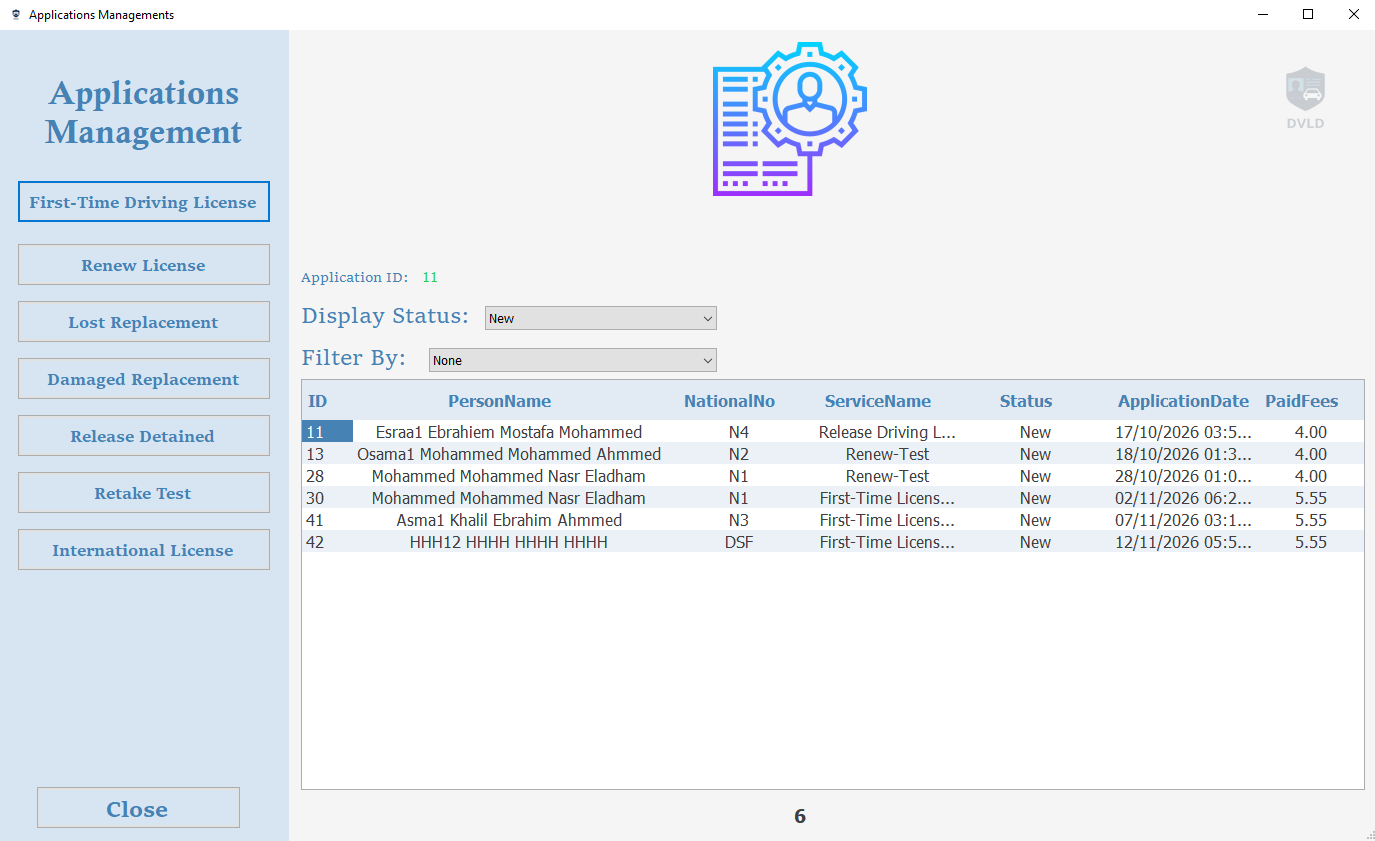 Applications Managements
Applications
Management
First-Time Driving License
Renew License
Lost Replacement
Damaged Replacement
Release Detained
Retake Test
International License
Close
DVLD
Application ID: 11
Display Status: New
Filter By: None
ID PersonName NationalNo ServiceName Status ApplicationDate PaidFees
11 Esraa1 Ebrahiem Mostafa Mohammed N4 Release Driving L... New 17/10/2026 03:5... 4.00
13 Osama1 Mohammed Mohammed Ahmmed N2 Renew-Test New 18/10/2026 01:3... 4.00
28 Mohammed Mohammed Nasr Eladham N1 Renew-Test New 28/10/2026 01:0... 4.00
30 Mohammed Mohammed Nasr Eladham N1 First-Time Licens... New 02/11/2026 06:2... 5.55
41 Asma1 Khalil Ebrahim Ahmmed N3 First-Time Licens... New 07/11/2026 03:1... 5.55
42 HHH12 HHHH HHHH HHHH DSF First-Time Licens... New 12/11/2026 05:5... 5.55
6